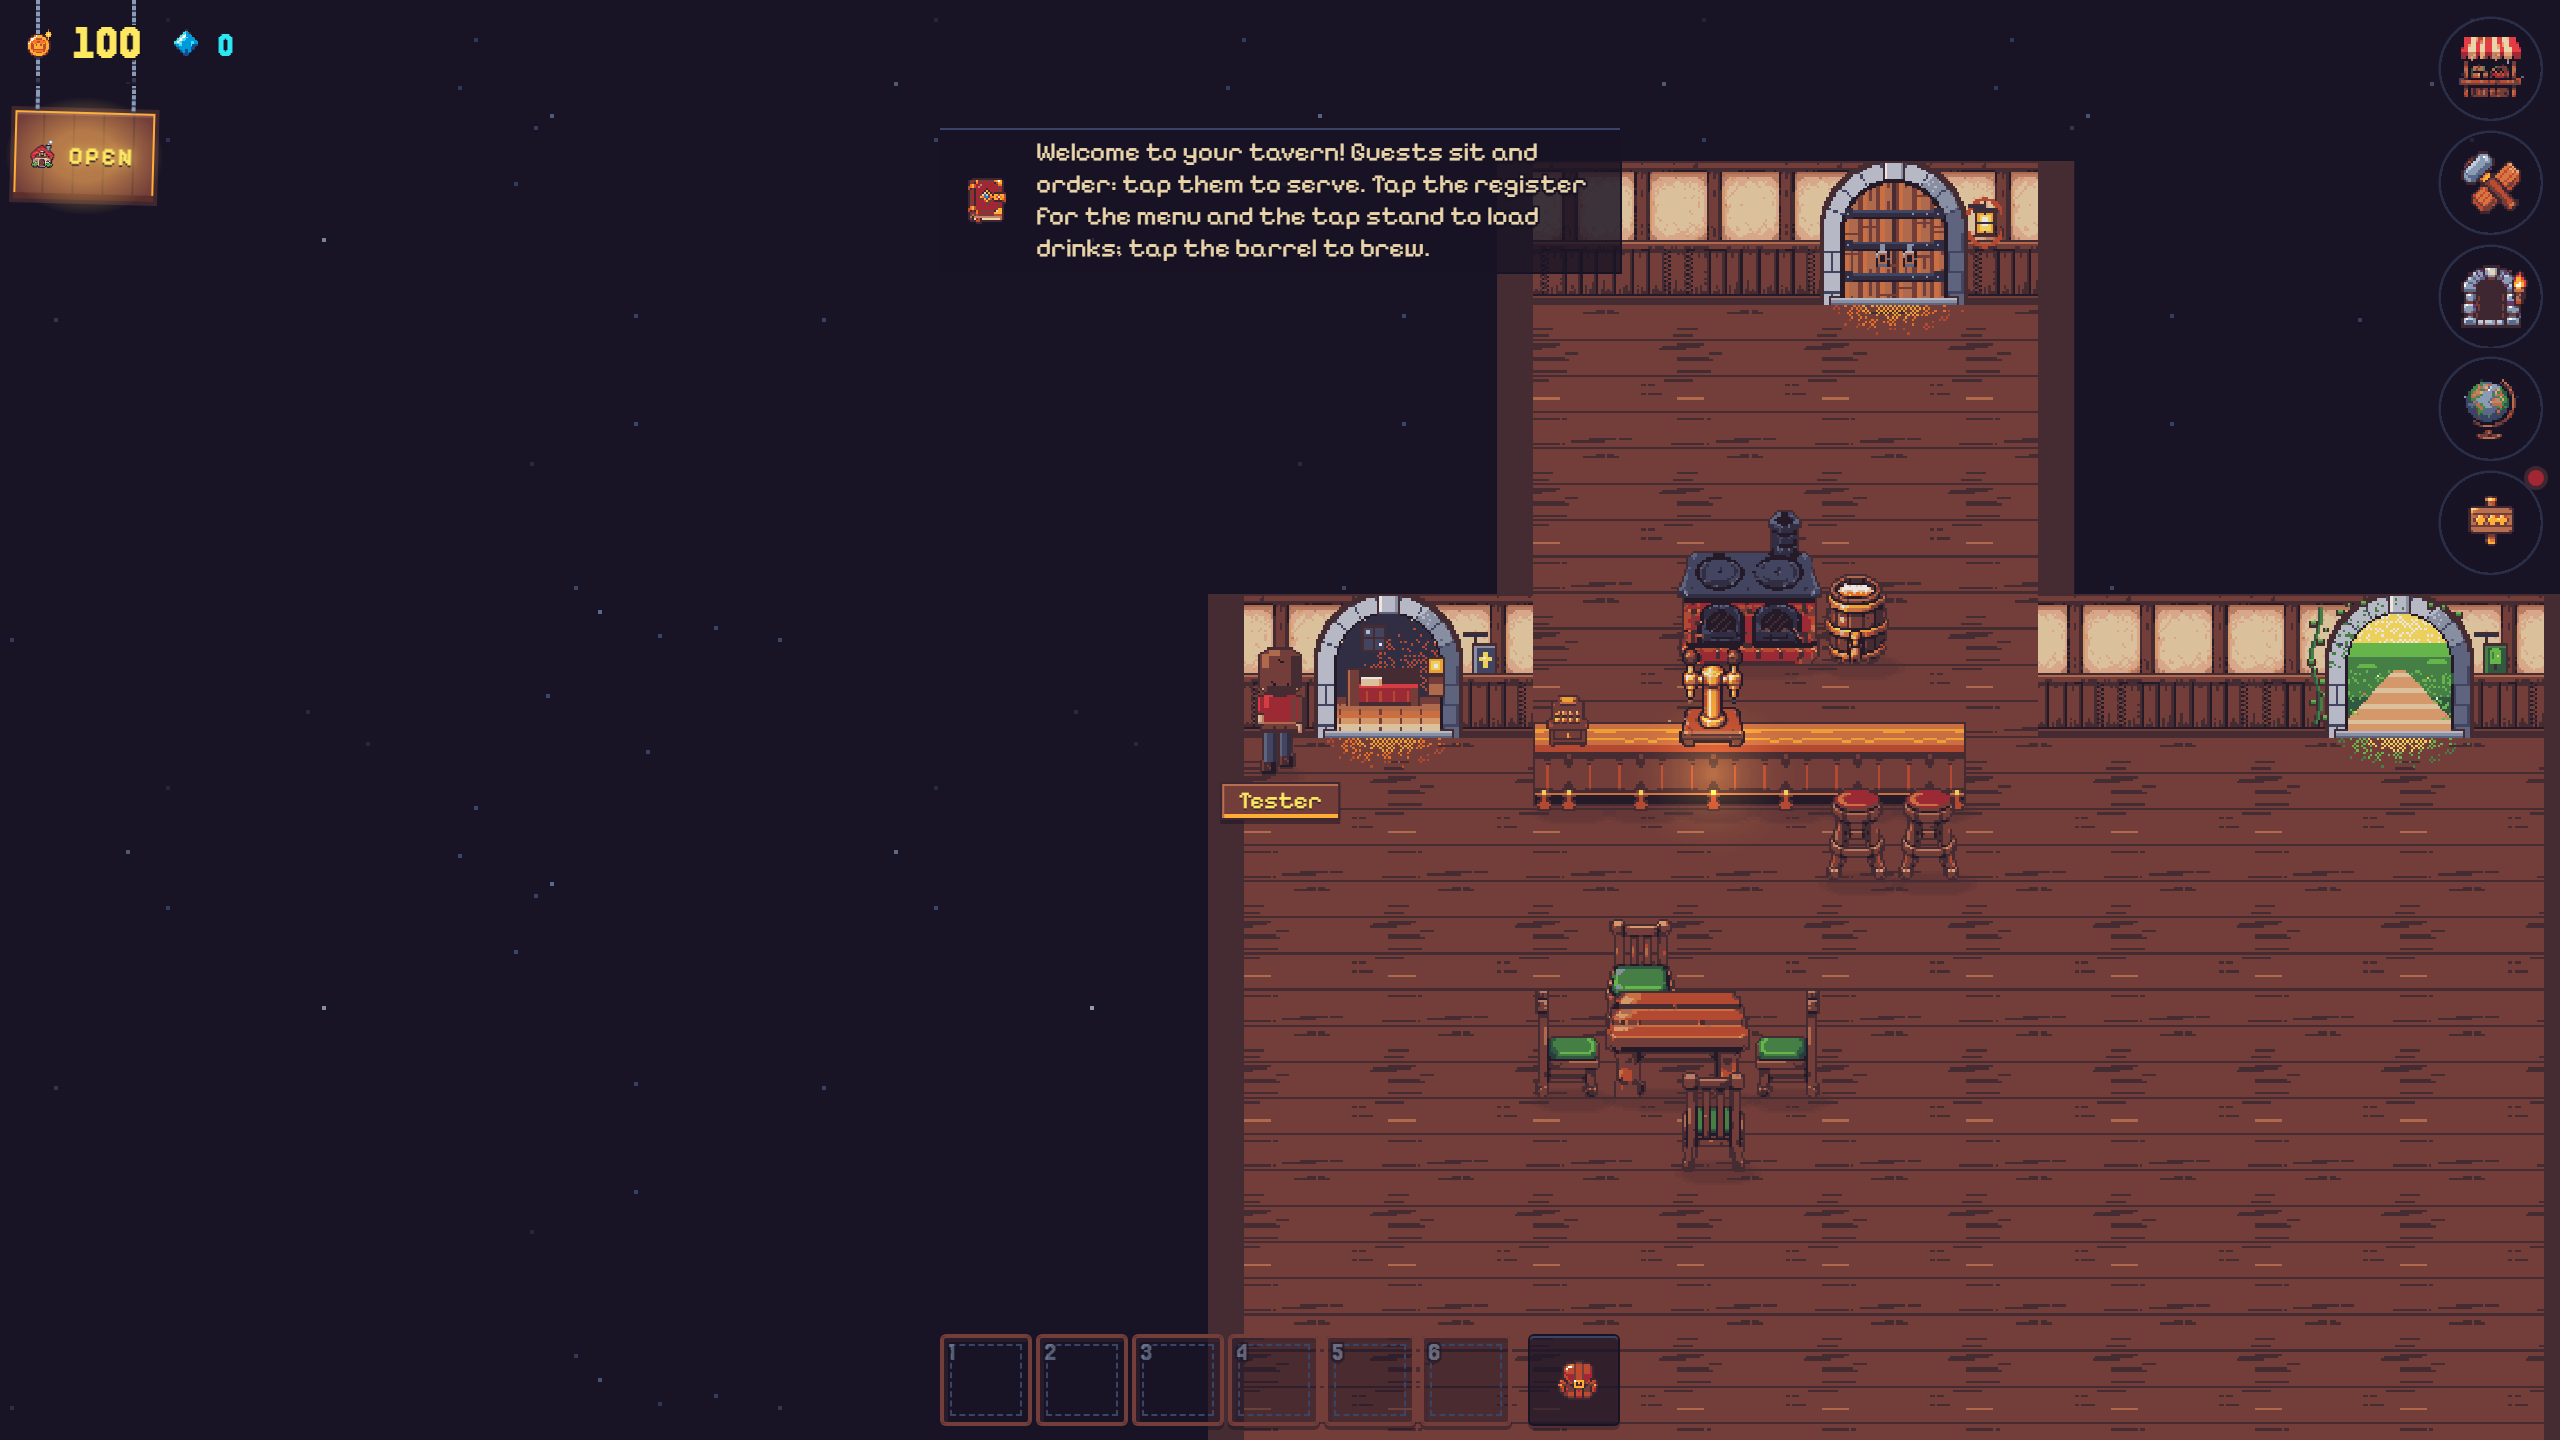 100 0
OPEN
Welcome to your tavern! Guests sit and
order: tap them to serve. Tap the register
for the menu and the tap stand to load
drinks; tap the barrel to brew.
Tester
1 2 3 4 5 6